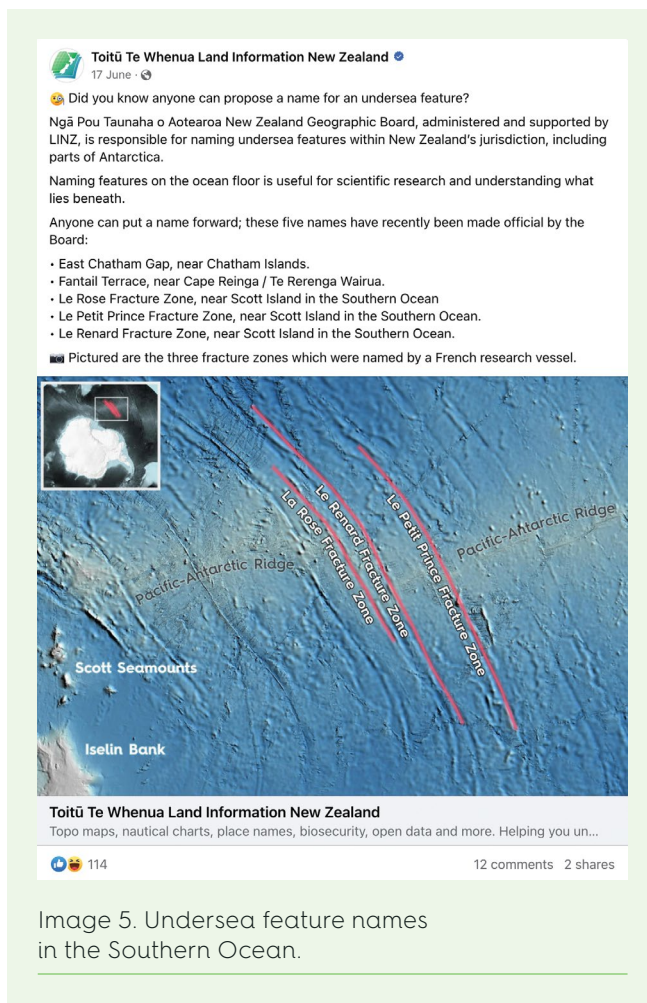 Toitū Te Whenua Land Information New Zealand
17 June ·
Did you know anyone can propose a name for an undersea feature?
Ngā Pou Taunaha o Aotearoa New Zealand Geographic Board, administered and supported by
LINZ, is responsible for naming undersea features within New Zealand's jurisdiction, including
parts of Antarctica.
Naming features on the ocean floor is useful for scientific research and understanding what
lies beneath.
Anyone can put a name forward; these five names have recently been made official by the
Board:
• East Chatham Gap, near Chatham Islands.
• Fantail Terrace, near Cape Reinga / Te Rerenga Wairua.
• Le Rose Fracture Zone, near Scott Island in the Southern Ocean
• Le Petit Prince Fracture Zone, near Scott Island in the Southern Ocean.
• Le Renard Fracture Zone, near Scott Island in the Southern Ocean.
Pictured are the three fracture zones which were named by a French research vessel.
La Rose Fracture Zone
Le Renard Fracture Zone
Le Petit Prince Fracture Zone
Pacific-Antarctic Ridge
Pacific-Antarctic Ridge
Scott Seamounts
Iselin Bank
Toitū Te Whenua Land Information New Zealand
Topo maps, nautical charts, place names, biosecurity, open data and more. Helping you un...
114
12 comments 2 shares
Image 5. Undersea feature names
in the Southern Ocean.